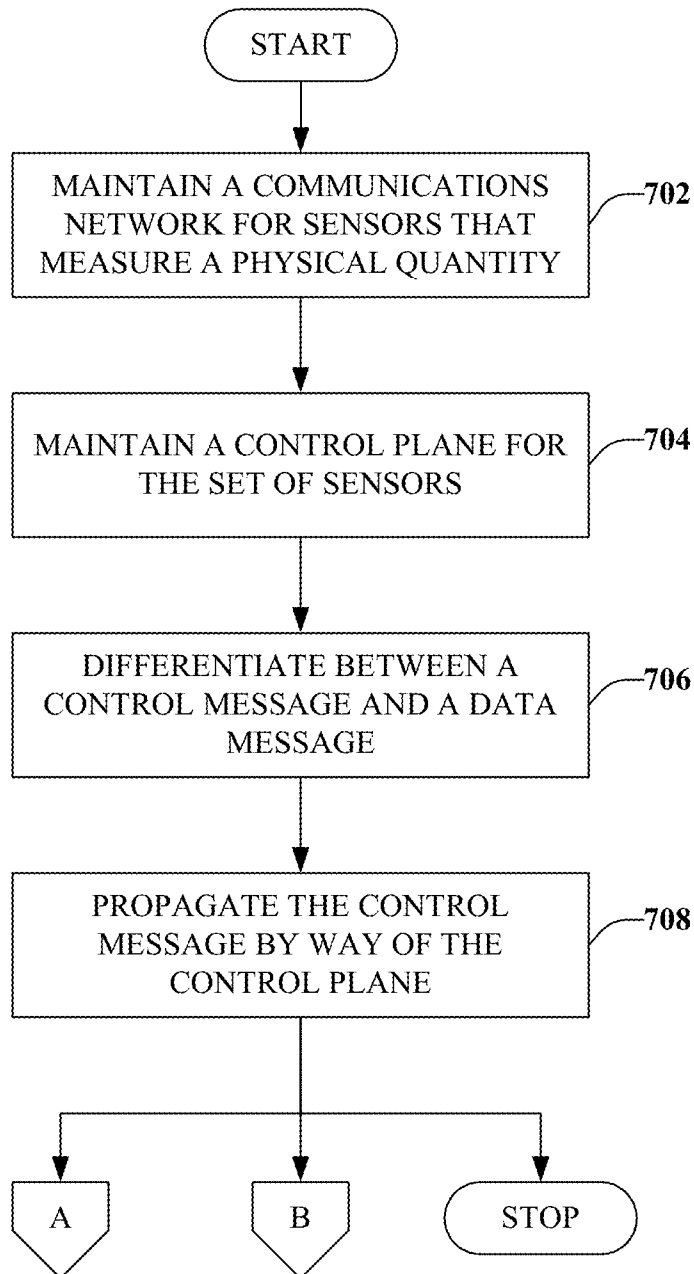 START
MAINTAIN A COMMUNICATIONS
NETWORK FOR SENSORS THAT
MEASURE A PHYSICAL QUANTITY
702
MAINTAIN A CONTROL PLANE FOR
THE SET OF SENSORS
704
DIFFERENTIATE BETWEEN A
CONTROL MESSAGE AND A DATA
MESSAGE
706
PROPAGATE THE CONTROL
MESSAGE BY WAY OF THE
CONTROL PLANE
708
A
B
STOP